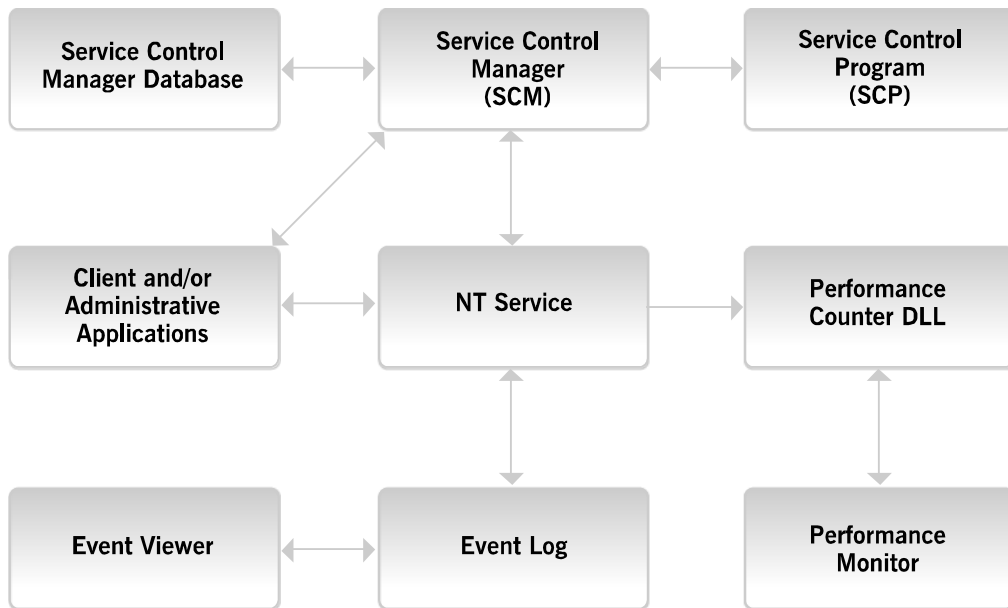 Service Control
Manager Database
Service Control
Manager
(SCM)
Service Control
Program
(SCP)
Client and/or
Administrative
Applications
NT Service
Performance
Counter DLL
Event Viewer
Event Log
Performance
Monitor